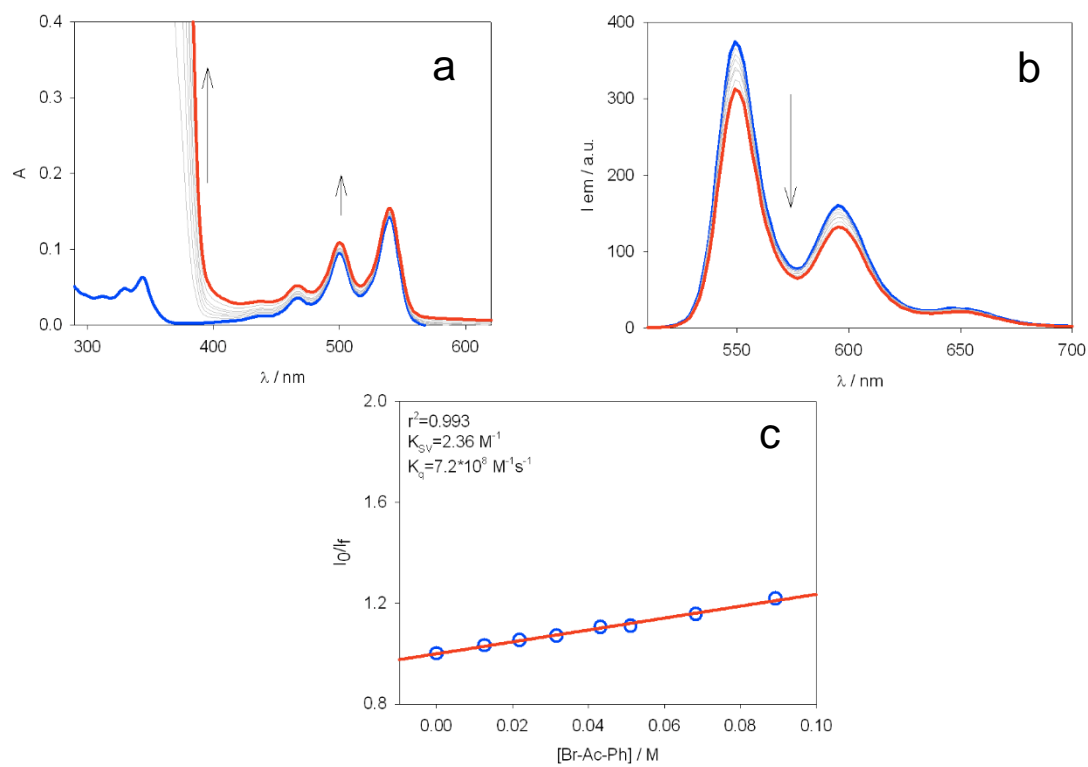 a
0.4
0.3
0.2
0.1
0.0
A
300 400 500 600
λ / nm
b
400
300
200
100
0
I em / a.u.
550 600 650 700
λ / nm
c
r²=0.993
K_SV=2.36 M⁻¹
K_q=7.2*10⁸ M⁻¹s⁻¹
2.0
1.6
1.2
0.8
I₀/I_f
0.00 0.02 0.04 0.06 0.08 0.10
[Br-Ac-Ph] / M